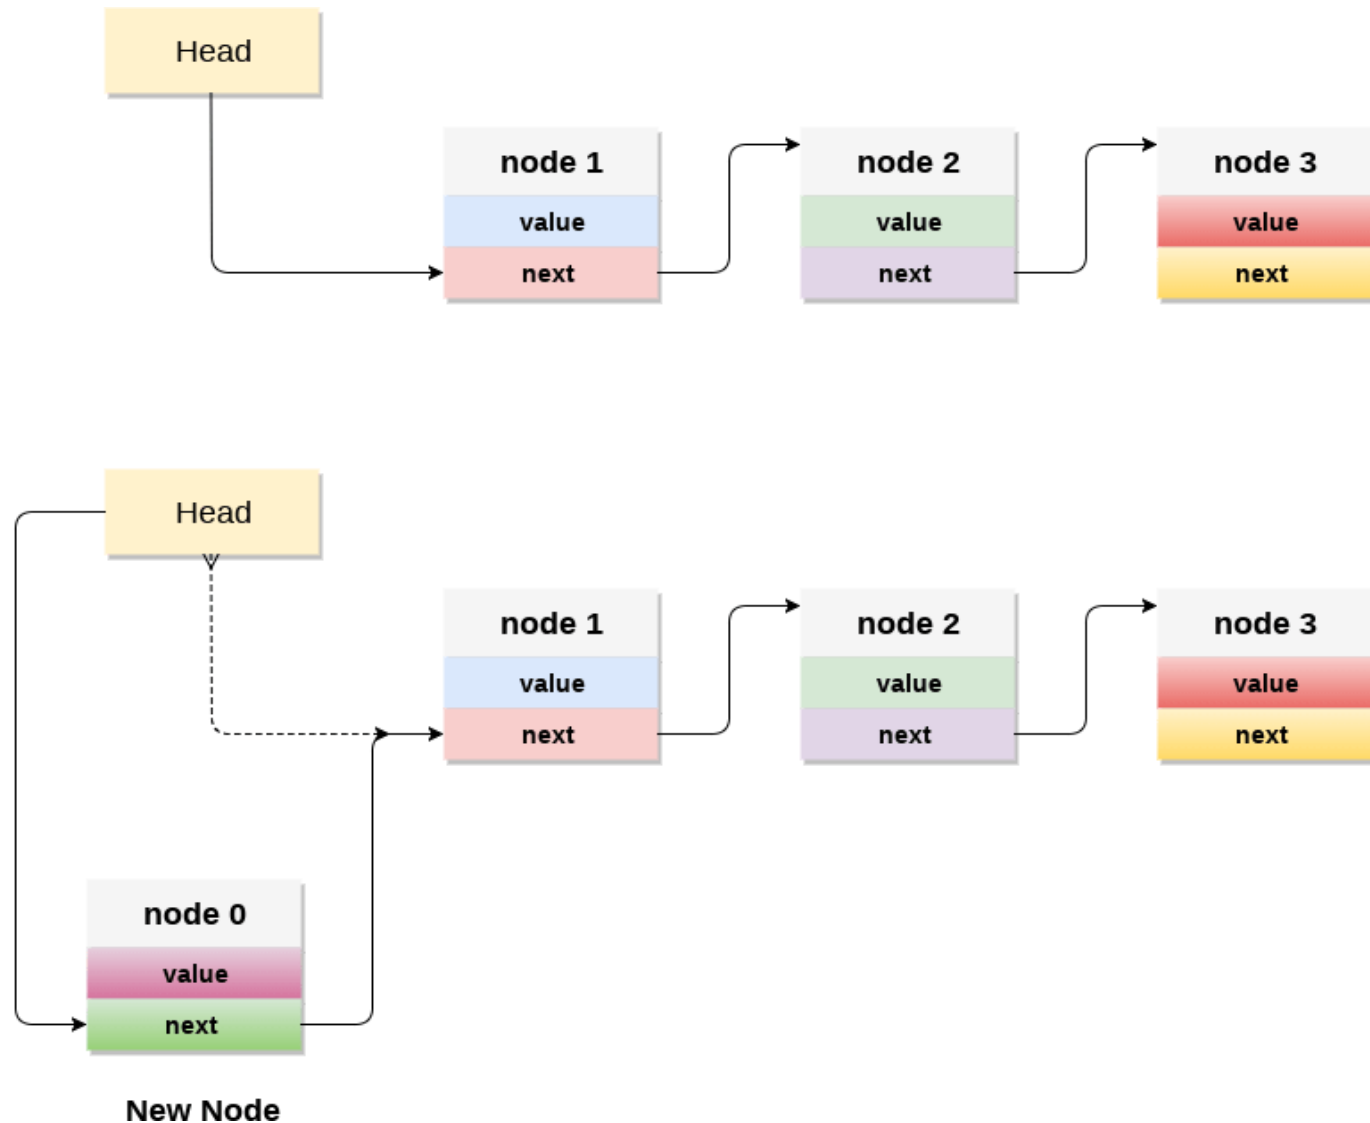 Head
node 1
value
next
node 2
value
next
node 3
value
next
Head
node 1
value
next
node 2
value
next
node 3
value
next
node 0
value
next
New Node